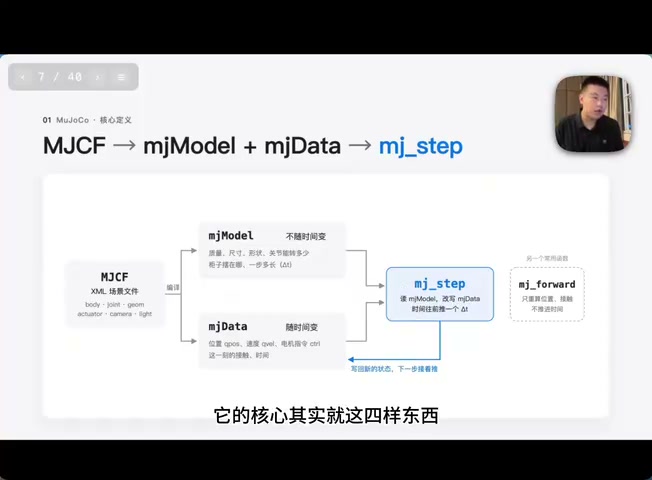 ‹ 7 / 40 › ≡
01 MuJoCo · 核心定义
MJCF → mjModel + mjData → mj_step
mjModel 不随时间变
质量、尺寸、形状、关节能转多少
柜子摆在哪、一步多长（Δt）
MJCF
XML 场景文件
body · joint · geom
actuator · camera · light
编译
mjData 随时间变
位置 qpos、速度 qvel、电机指令 ctrl
这一刻的接触、时间
mj_step
读 mjModel，改写 mjData
时间往前推一个 Δt
写回新的状态，下一步接着推
另一个常用函数
mj_forward
只重算位置、接触
不推进时间
它的核心其实就这四样东西